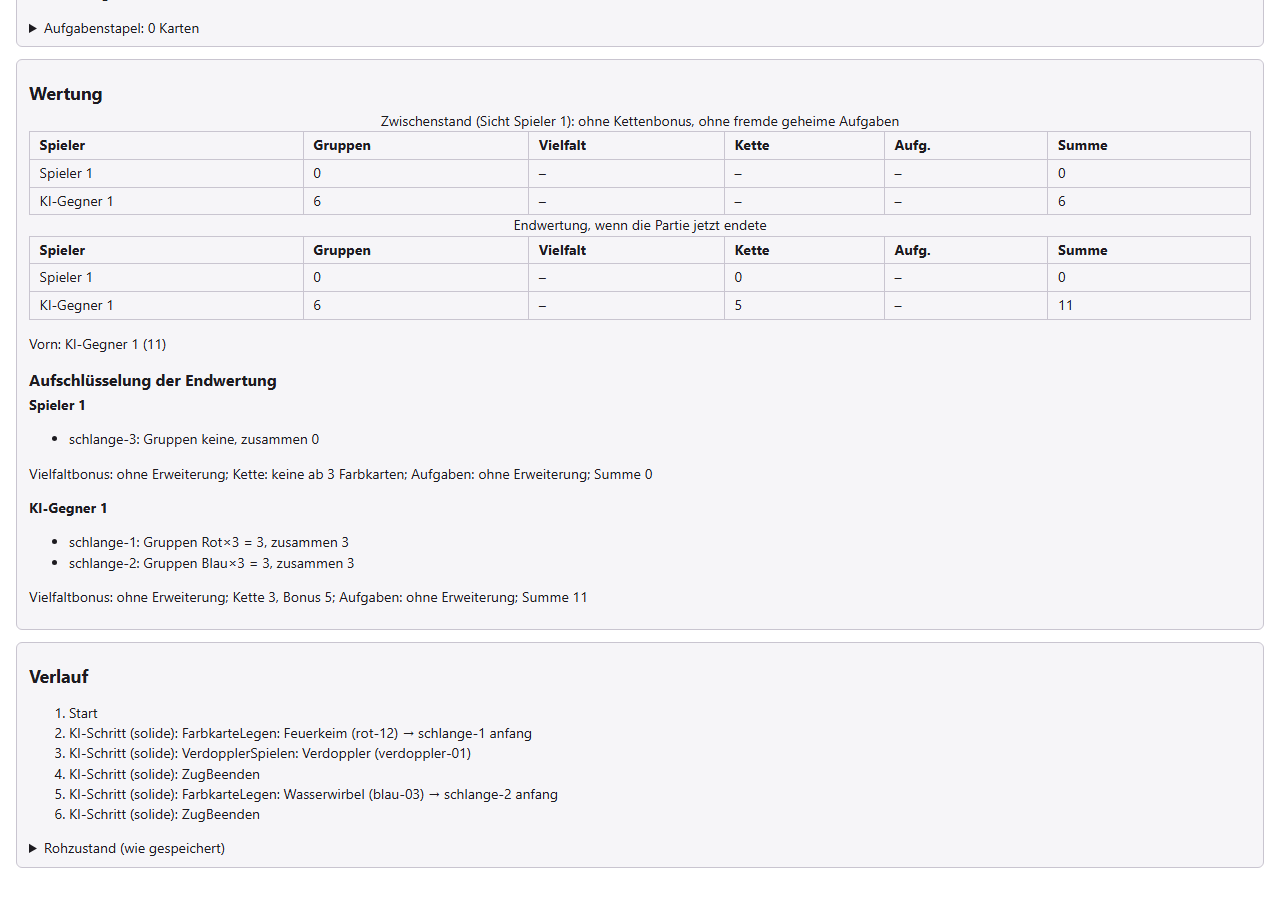 Aufgabenstapel: 0 Karten
Wertung
Zwischenstand (Sicht Spieler 1): ohne Kettenbonus, ohne fremde geheime Aufgaben
Spieler Gruppen Vielfalt Kette Aufg. Summe
Spieler 1 0 – – – 0
KI-Gegner 1 6 – – – 6
Endwertung, wenn die Partie jetzt endete
Spieler Gruppen Vielfalt Kette Aufg. Summe
Spieler 1 0 – 0 – 0
KI-Gegner 1 6 – 5 – 11
Vorn: KI-Gegner 1 (11)
Aufschlüsselung der Endwertung
Spieler 1
• schlange-3: Gruppen keine, zusammen 0
Vielfaltbonus: ohne Erweiterung; Kette: keine ab 3 Farbkarten; Aufgaben: ohne Erweiterung; Summe 0
KI-Gegner 1
• schlange-1: Gruppen Rot×3 = 3, zusammen 3
• schlange-2: Gruppen Blau×3 = 3, zusammen 3
Vielfaltbonus: ohne Erweiterung; Kette 3, Bonus 5; Aufgaben: ohne Erweiterung; Summe 11
Verlauf
1. Start
2. KI-Schritt (solide): FarbkarteLegen: Feuerkeim (rot-12) → schlange-1 anfang
3. KI-Schritt (solide): VerdopplerSpielen: Verdoppler (verdoppler-01)
4. KI-Schritt (solide): ZugBeenden
5. KI-Schritt (solide): FarbkarteLegen: Wasserwirbel (blau-03) → schlange-2 anfang
6. KI-Schritt (solide): ZugBeenden
Rohzustand (wie gespeichert)